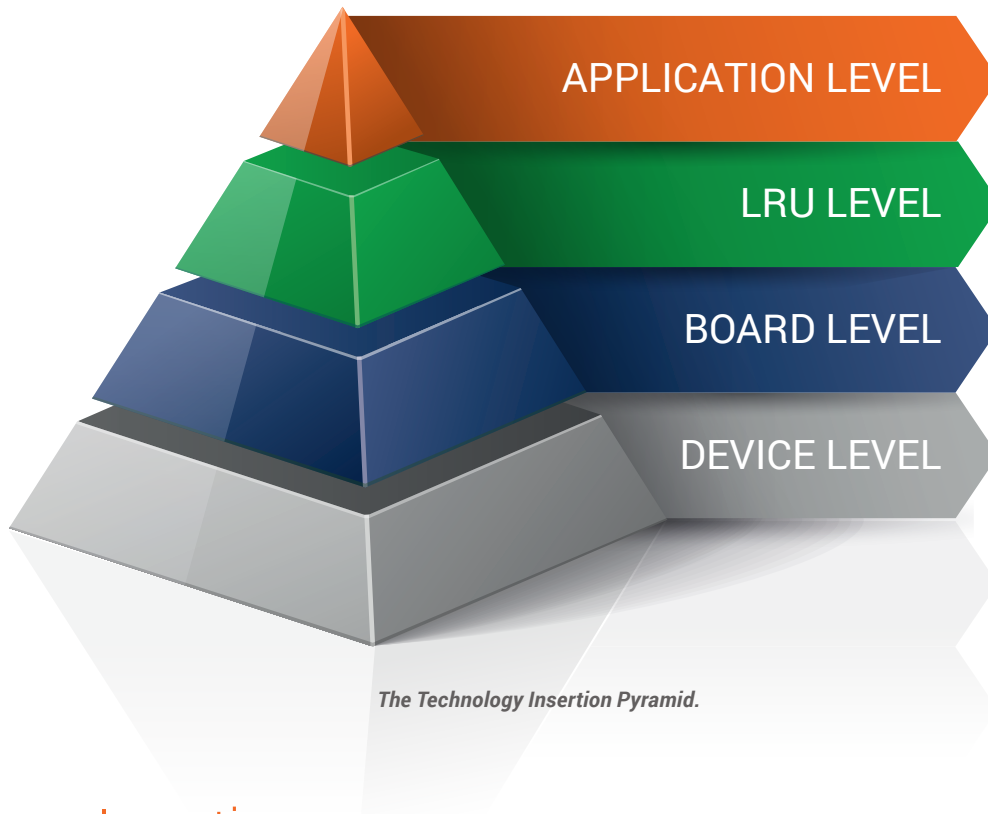 APPLICATION LEVEL
LRU LEVEL
BOARD LEVEL
DEVICE LEVEL
The Technology Insertion Pyramid.